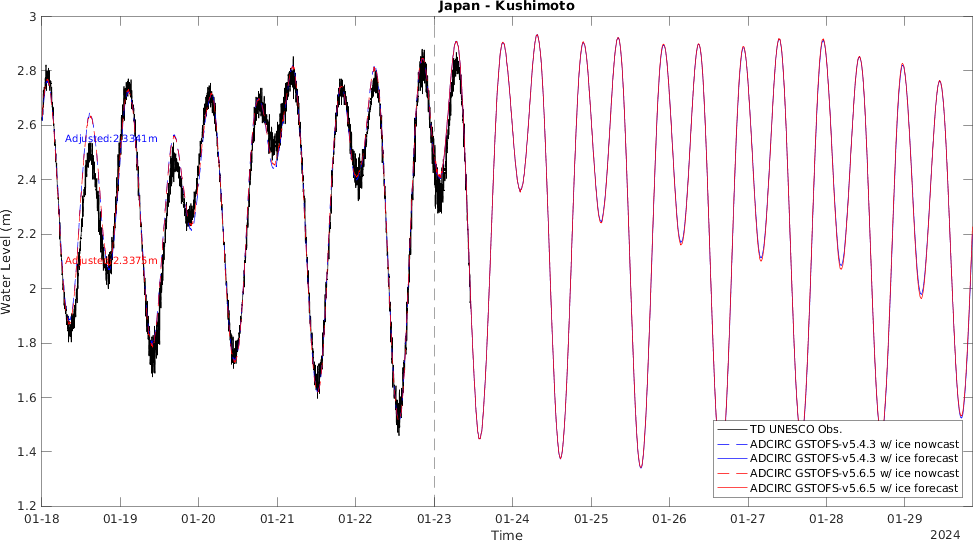 Japan - Kushimoto
Water Level (m)
3
2.8
2.6
2.4
2.2
2
1.8
1.6
1.4
1.2
Adjusted:2.3341m
Adjusted:2.3375m
TD UNESCO Obs.
ADCIRC GSTOFS-v5.4.3 w/ ice nowcast
ADCIRC GSTOFS-v5.4.3 w/ ice forecast
ADCIRC GSTOFS-v5.6.5 w/ ice nowcast
ADCIRC GSTOFS-v5.6.5 w/ ice forecast
01-18 01-19 01-20 01-21 01-22 01-23 01-24 01-25 01-26 01-27 01-28 01-29
Time
2024